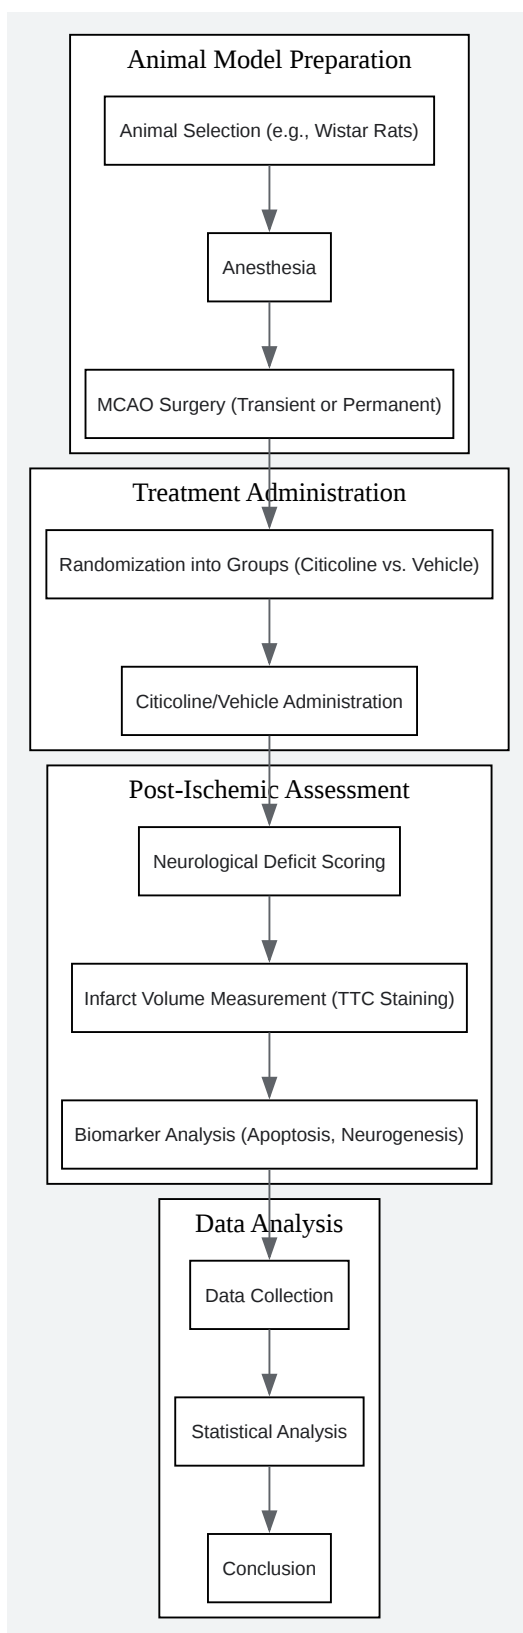 Animal Model Preparation
Animal Selection (e.g., Wistar Rats)
Anesthesia
MCAO Surgery (Transient or Permanent)
Treatment Administration
Randomization into Groups (Citicoline vs. Vehicle)
Citicoline/Vehicle Administration
Post-Ischemic Assessment
Neurological Deficit Scoring
Infarct Volume Measurement (TTC Staining)
Biomarker Analysis (Apoptosis, Neurogenesis)
Data Analysis
Data Collection
Statistical Analysis
Conclusion